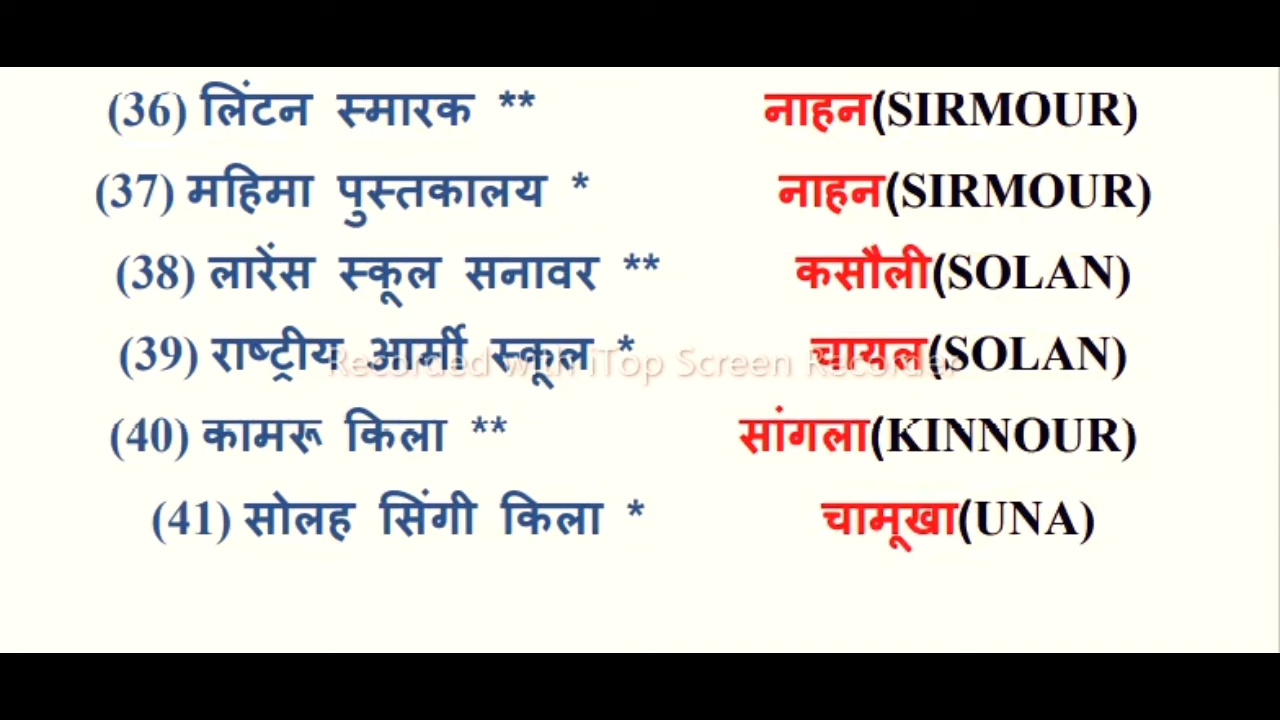 (36) लिंटन स्मारक ** नाहन(SIRMOUR)
(37) महिमा पुस्तकालय * नाहन(SIRMOUR)
(38) लारेंस स्कूल सनावर ** कसौली(SOLAN)
(39) राष्ट्रीय आर्मी स्कूल * चायल(SOLAN)
Recorded with iTop Screen Recorder
(40) कामरू किला ** सांगला(KINNOUR)
(41) सोलह सिंगी किला * चामूखा(UNA)